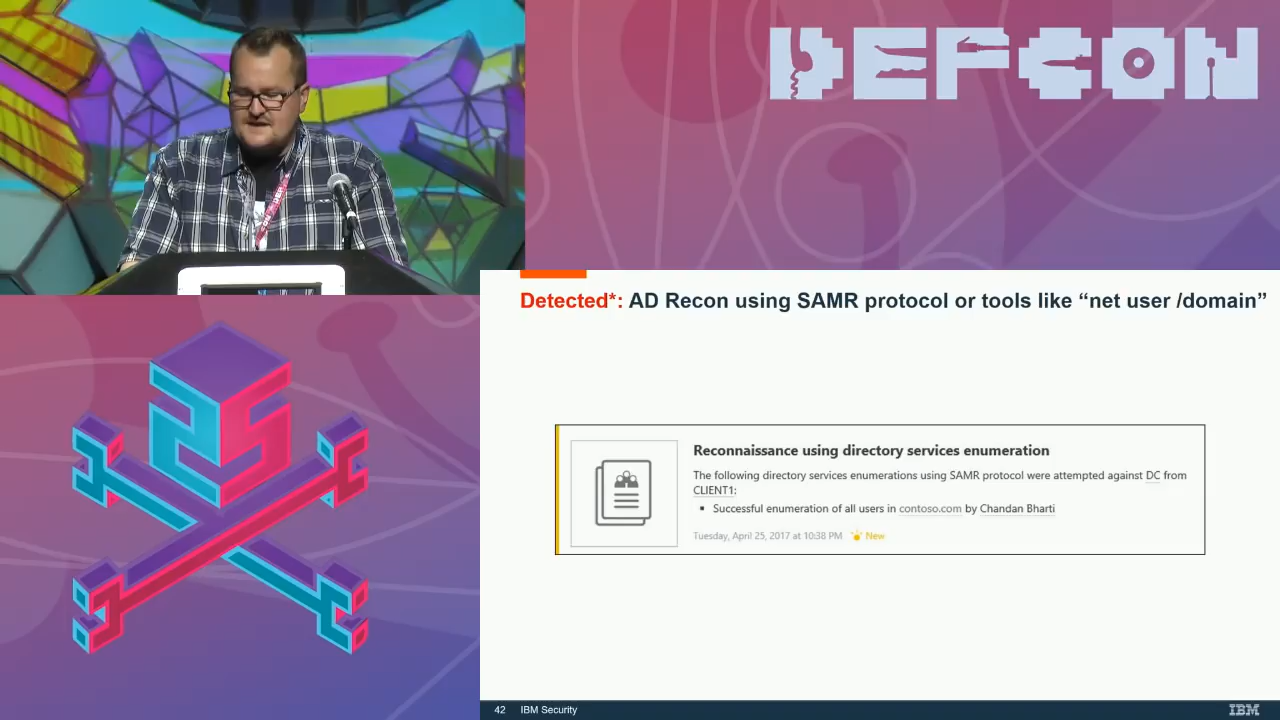 DEFCON
Detected*: AD Recon using SAMR protocol or tools like “net user /domain”
Reconnaissance using directory services enumeration
The following directory services enumerations using SAMR protocol were attempted against DC from
CLIENT1:
▪ Successful enumeration of all users in contoso.com by Chandan Bharti
Tuesday, April 25, 2017 at 10:38 PM New
42 IBM Security
IBM